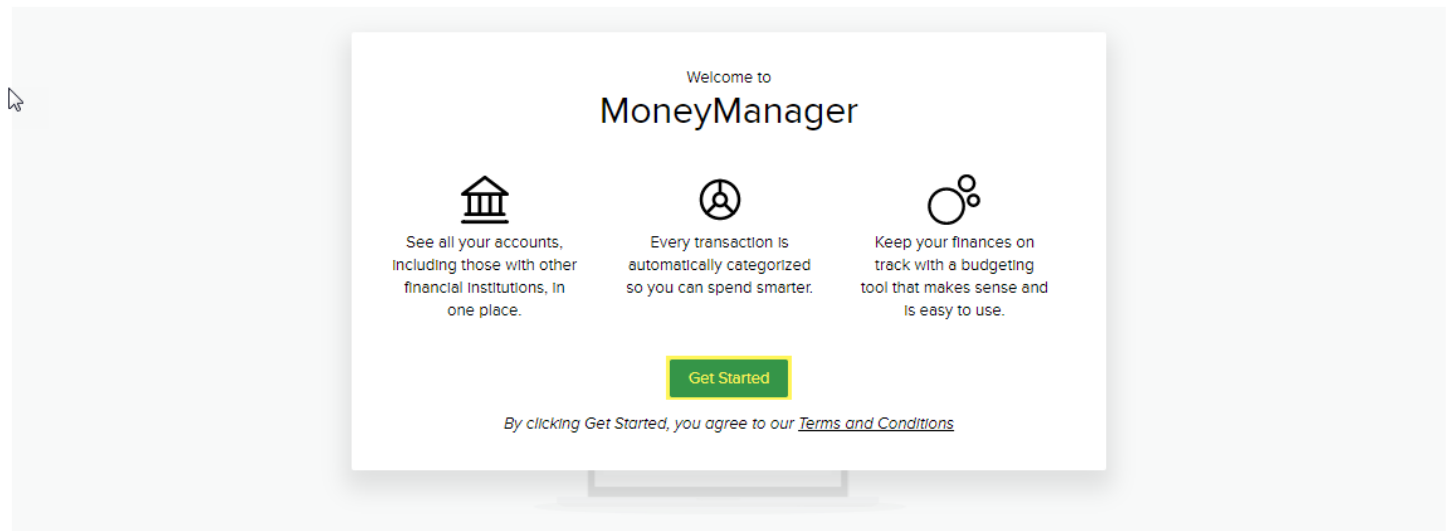 Welcome to
MoneyManager
See all your accounts,
including those with other
financial institutions, in
one place.
Every transaction is
automatically categorized
so you can spend smarter.
Keep your finances on
track with a budgeting
tool that makes sense and
is easy to use.
Get Started
By clicking Get Started, you agree to our Terms and Conditions